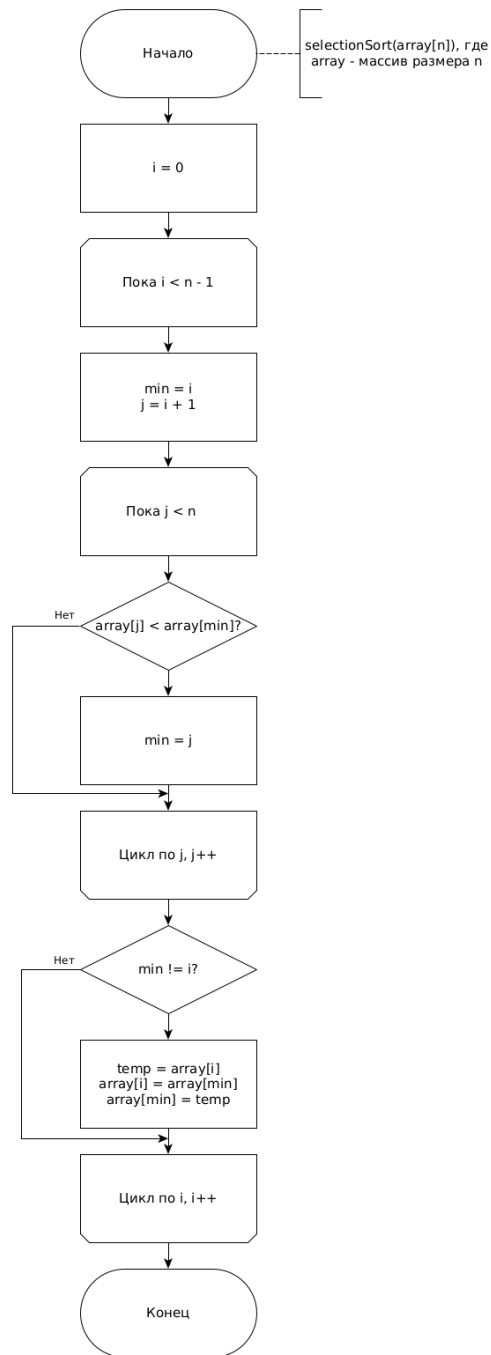 Начало
selectionSort(array[n]), где
array - массив размера n
i = 0
Пока i < n - 1
min = i
j = i + 1
Пока j < n
Нет
array[j] < array[min]?
min = j
Цикл по j, j++
Нет
min != i?
temp = array[i]
array[i] = array[min]
array[min] = temp
Цикл по i, i++
Конец